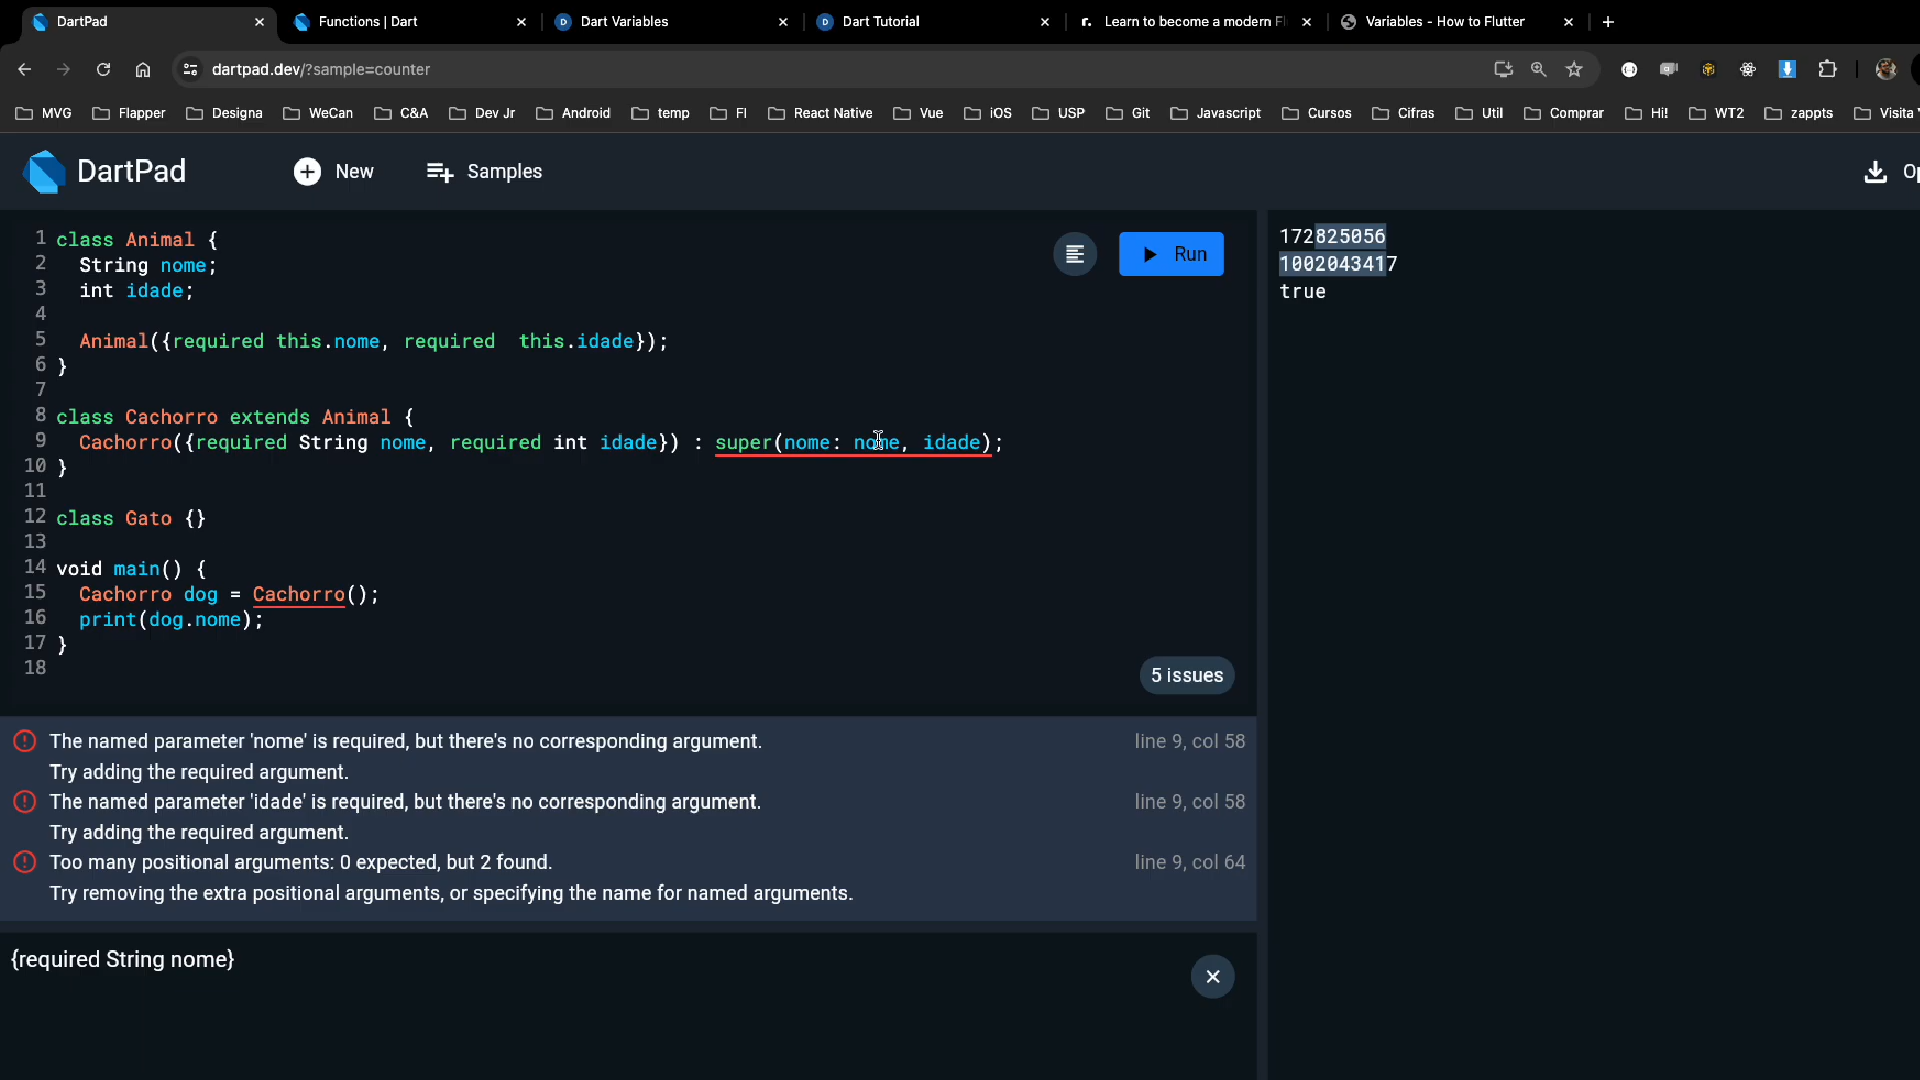 DartPad
Functions | Dart
Dart Variables
Dart Tutorial
r. Learn to become a modern Fl
Variables - How to Flutter
dartpad.dev/?sample=counter
MVG Flapper Designa WeCan C&A Dev Jr Android temp FI React Native Vue iOS USP Git Javascript Cursos Cifras Util Comprar Hi! WT2 zappts Visita
DartPad New Samples Op
1 class Animal {
2 String nome;
3 int idade;
4
5 Animal({required this.nome, required  this.idade});
6 }
7
8 class Cachorro extends Animal {
9 Cachorro({required String nome, required int idade}) : super(nome: nome, idade);
10 }
11
12 class Gato {}
13
14 void main() {
15 Cachorro dog = Cachorro();
16 print(dog.nome);
17 }
18
Run
172825056
1002043417
true
5 issues
The named parameter 'nome' is required, but there's no corresponding argument. line 9, col 58
Try adding the required argument.
The named parameter 'idade' is required, but there's no corresponding argument. line 9, col 58
Try adding the required argument.
Too many positional arguments: 0 expected, but 2 found. line 9, col 64
Try removing the extra positional arguments, or specifying the name for named arguments.
{required String nome}